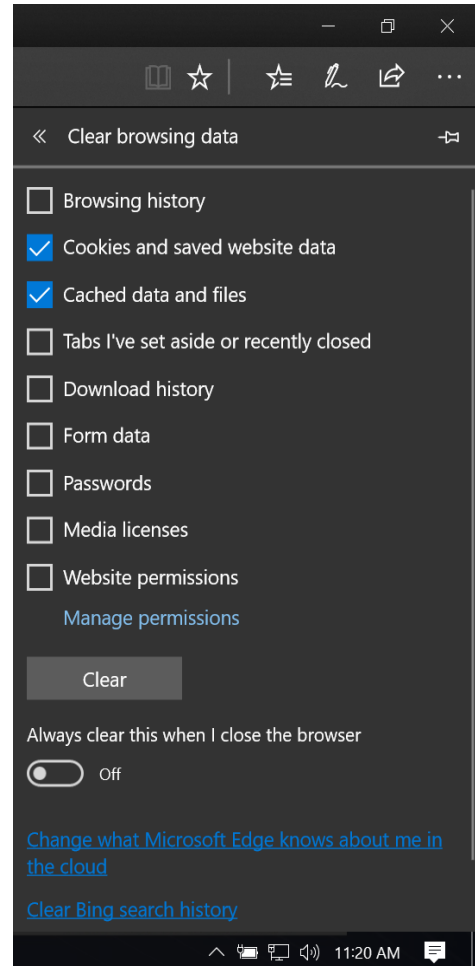 Clear browsing data
Browsing history
Cookies and saved website data
Cached data and files
Tabs I've set aside or recently closed
Download history
Form data
Passwords
Media licenses
Website permissions
Manage permissions
Clear
Always clear this when I close the browser
Off
Change what Microsoft Edge knows about me in
the cloud
Clear Bing search history
11:20 AM